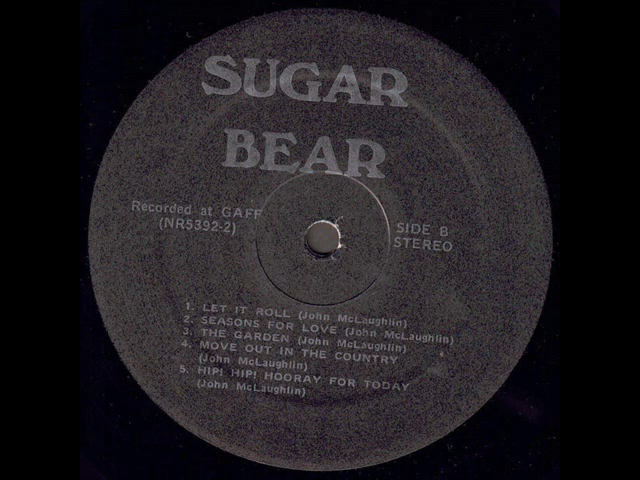 SUGAR
BEAR
Recorded at GAFF
(NR5392-2)
SIDE B
STEREO
1. LET IT ROLL (John McLaughlin)
2. SEASONS FOR LOVE (John McLaughlin)
3. THE GARDEN (John McLaughlin)
4. MOVE OUT IN THE COUNTRY
(John McLaughlin)
5. HIP! HIP! HOORAY FOR TODAY
(John McLaughlin)